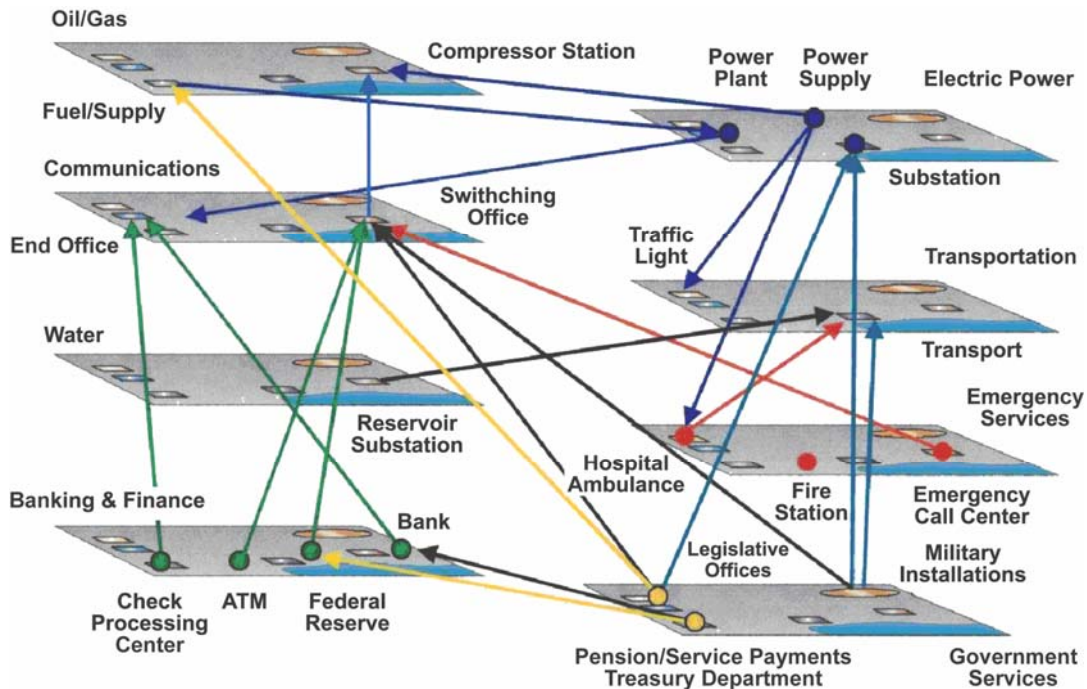 Oil/Gas
Compressor Station
Power
Plant
Power
Supply
Electric Power
Fuel/Supply
Communications
Swithching
Office
Substation
End Office
Traffic
Light
Transportation
Water
Transport
Reservoir
Substation
Emergency
Services
Hospital
Ambulance
Fire
Station
Emergency
Call Center
Banking & Finance
Bank
Legislative
Offices
Military
Installations
Check
Processing
Center
ATM
Federal
Reserve
Pension/Service Payments
Treasury Department
Government
Services